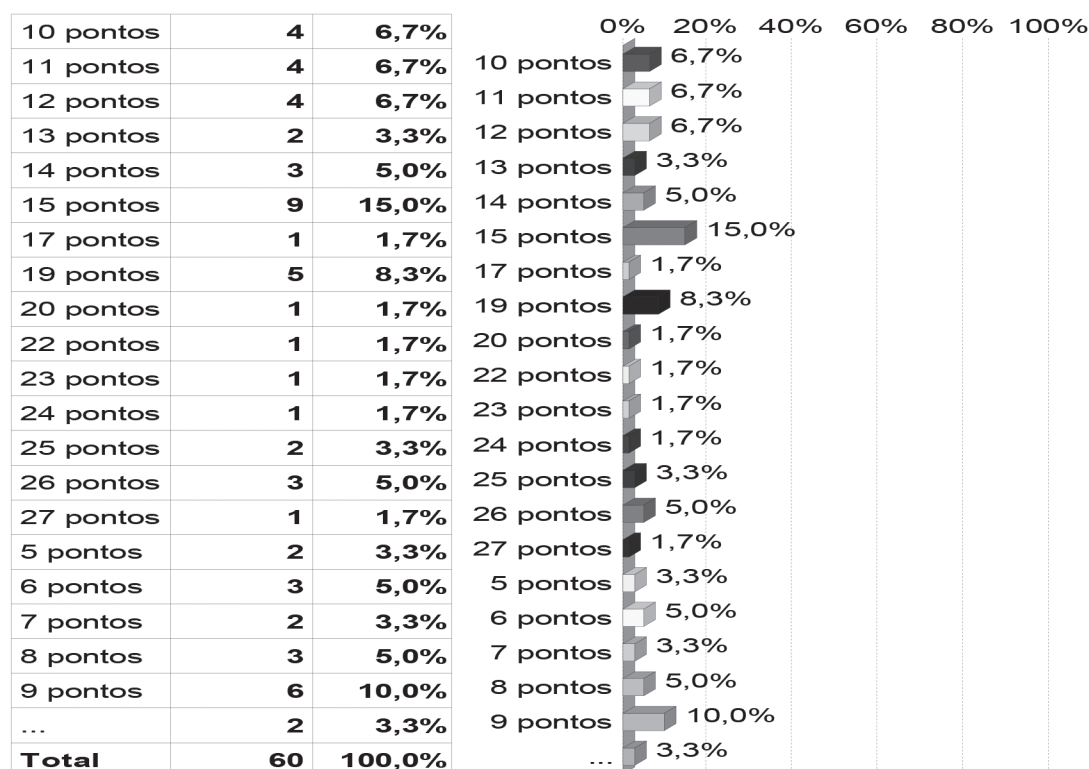 10 pontos 4 6,7%
11 pontos 4 6,7%
12 pontos 4 6,7%
13 pontos 2 3,3%
14 pontos 3 5,0%
15 pontos 9 15,0%
17 pontos 1 1,7%
19 pontos 5 8,3%
20 pontos 1 1,7%
22 pontos 1 1,7%
23 pontos 1 1,7%
24 pontos 1 1,7%
25 pontos 2 3,3%
26 pontos 3 5,0%
27 pontos 1 1,7%
5 pontos 2 3,3%
6 pontos 3 5,0%
7 pontos 2 3,3%
8 pontos 3 5,0%
9 pontos 6 10,0%
... 2 3,3%
Total 60 100,0%
0% 20% 40% 60% 80% 100%
10 pontos 6,7%
11 pontos 6,7%
12 pontos 6,7%
13 pontos 3,3%
14 pontos 5,0%
15 pontos 15,0%
17 pontos 1,7%
19 pontos 8,3%
20 pontos 1,7%
22 pontos 1,7%
23 pontos 1,7%
24 pontos 1,7%
25 pontos 3,3%
26 pontos 5,0%
27 pontos 1,7%
5 pontos 3,3%
6 pontos 5,0%
7 pontos 3,3%
8 pontos 5,0%
9 pontos 10,0%
... 3,3%